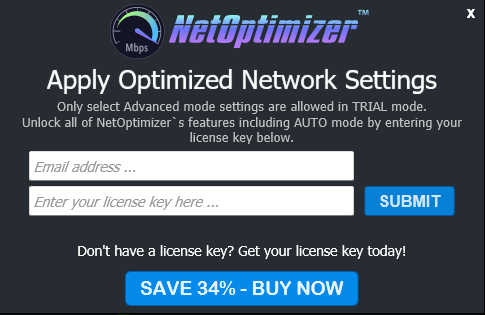 x
NetOptimizer™
Mbps
Apply Optimized Network Settings
Only select Advanced mode settings are allowed in TRIAL mode.
Unlock all of NetOptimizer`s features including AUTO mode by entering your
license key below.
Email address ...
Enter your license key here ...
SUBMIT
Don't have a license key? Get your license key today!
SAVE 34% - BUY NOW